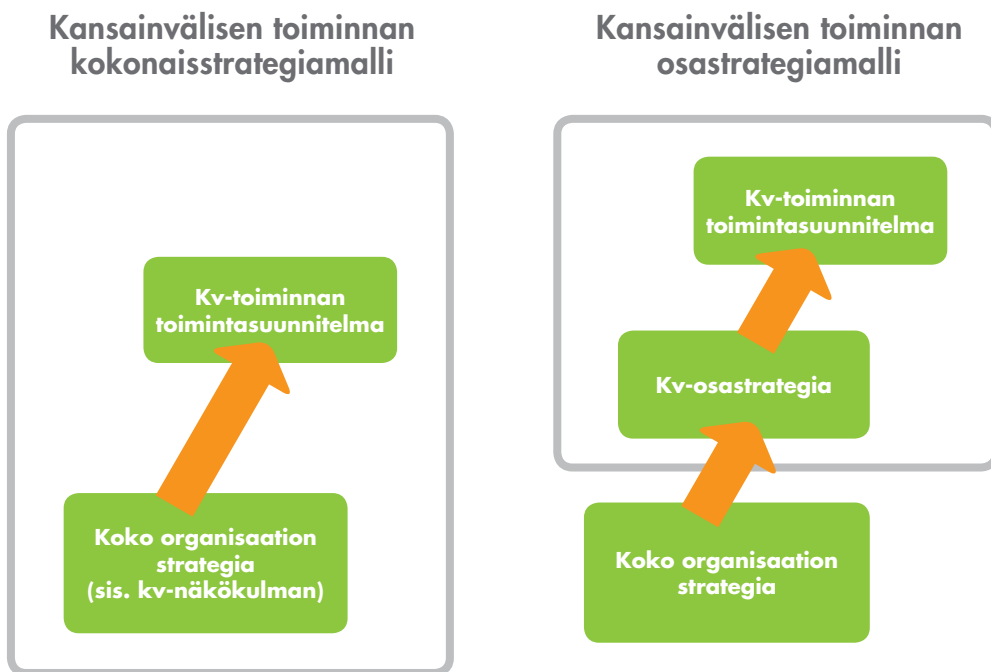 Kansainvälisen toiminnan
kokonaisstrategiamalli
Kv-toiminnan
toimintasuunnitelma
Koko organisaation
strategia
(sis. kv-näkökulman)
Kansainvälisen toiminnan
osastrategiamalli
Kv-toiminnan
toimintasuunnitelma
Kv-osastrategia
Koko organisaation
strategia